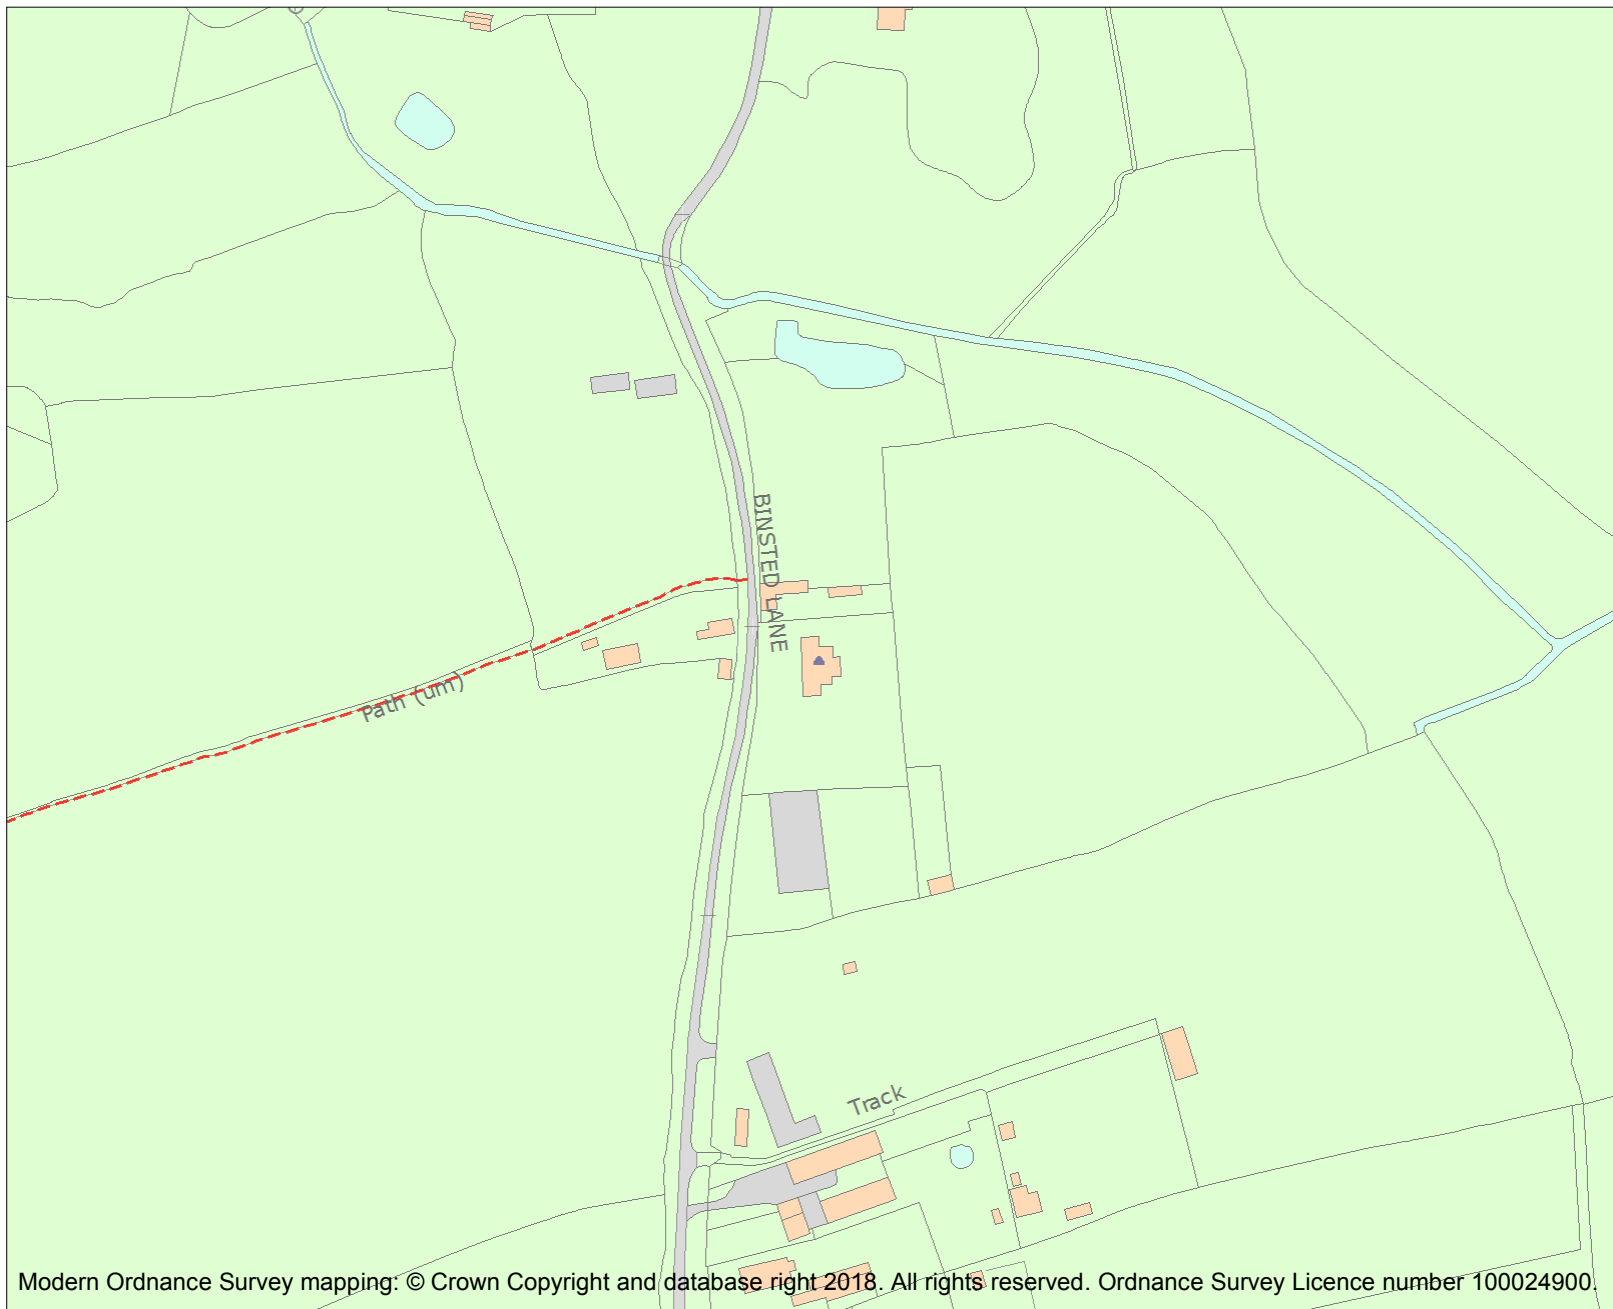 BINSTED LANE
Path (um)
Track
Modern Ordnance Survey mapping: © Crown Copyright and database right 2018. All rights reserved. Ordnance Survey Licence number 100024900.